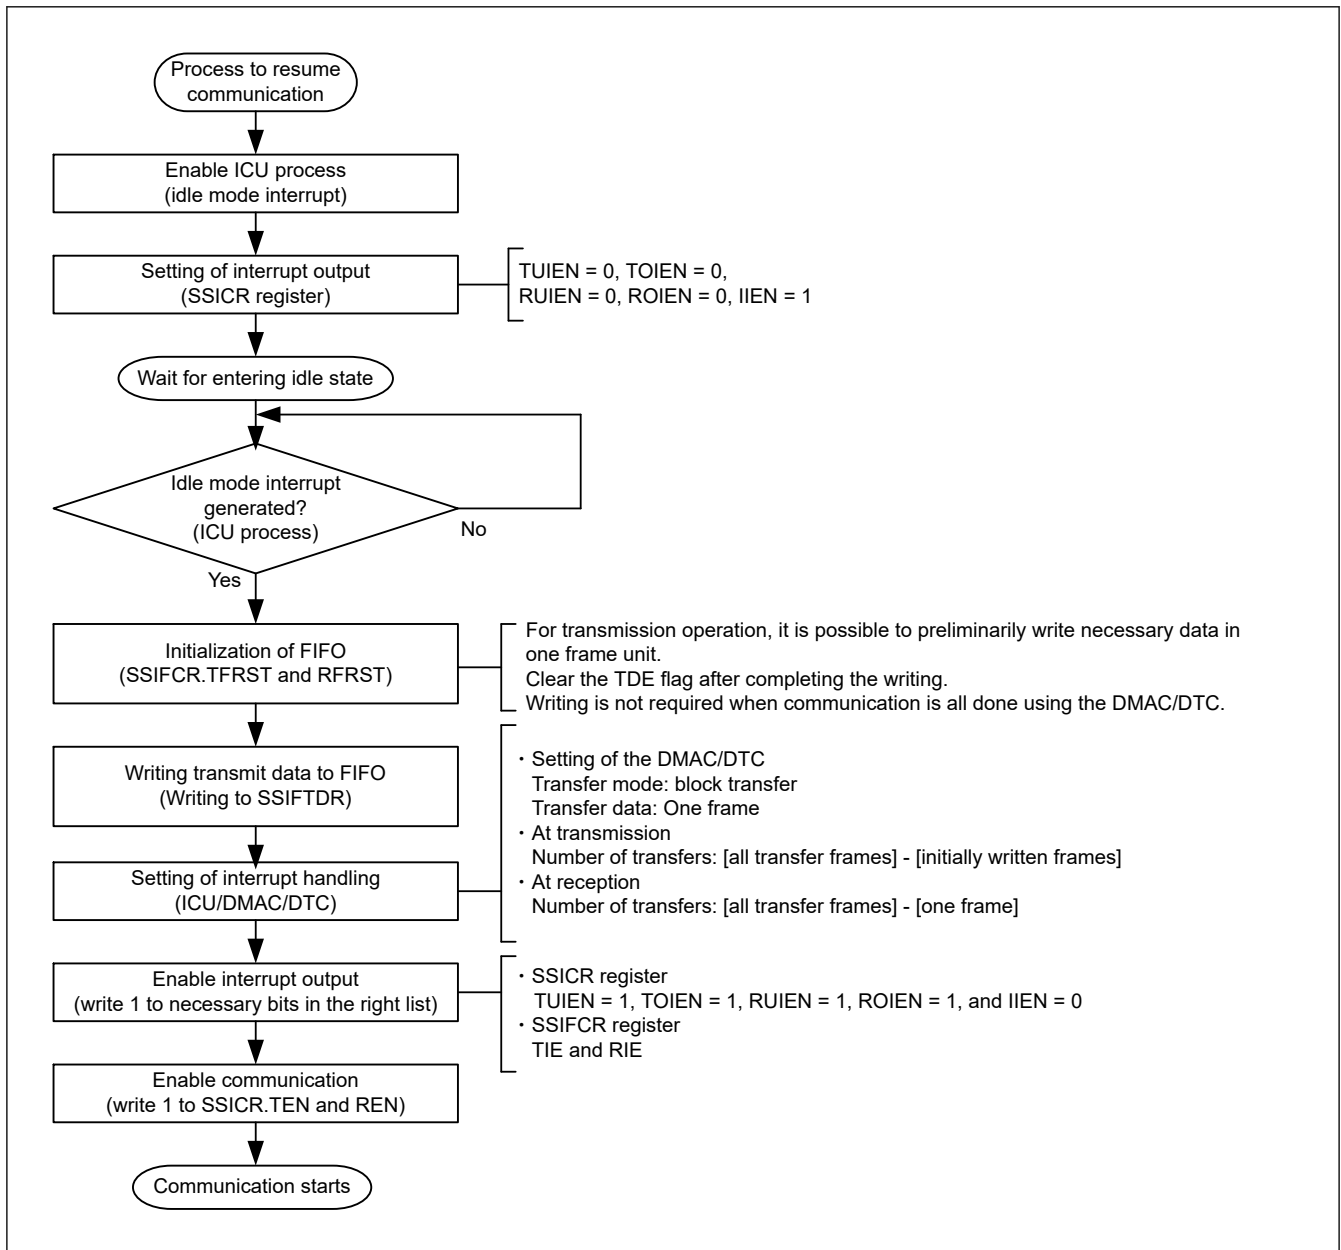 Process to resume
communication
Enable ICU process
(idle mode interrupt)
Setting of interrupt output
(SSICR register)
TUIEN = 0, TOIEN = 0,
RUIEN = 0, ROIEN = 0, IIEN = 1
Wait for entering idle state
Idle mode interrupt
generated?
(ICU process)
No
Yes
Initialization of FIFO
(SSIFCR.TFRST and RFRST)
For transmission operation, it is possible to preliminarily write necessary data in
one frame unit.
Clear the TDE flag after completing the writing.
Writing is not required when communication is all done using the DMAC/DTC.
Writing transmit data to FIFO
(Writing to SSIFTDR)
・Setting of the DMAC/DTC
Transfer mode: block transfer
Transfer data: One frame
・At transmission
Number of transfers: [all transfer frames] - [initially written frames]
・At reception
Number of transfers: [all transfer frames] - [one frame]
Setting of interrupt handling
(ICU/DMAC/DTC)
Enable interrupt output
(write 1 to necessary bits in the right list)
・SSICR register
TUIEN = 1, TOIEN = 1, RUIEN = 1, ROIEN = 1, and IIEN = 0
・SSIFCR register
TIE and RIE
Enable communication
(write 1 to SSICR.TEN and REN)
Communication starts